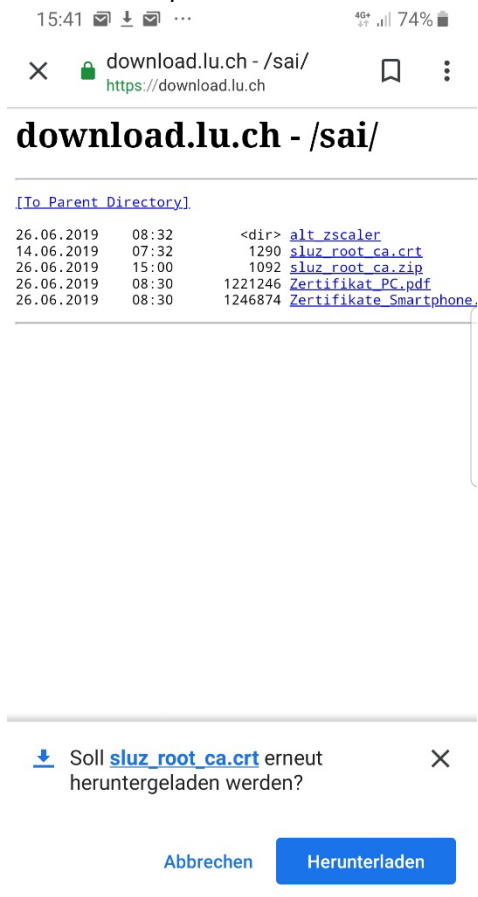 15:41 ... 4G+ 74%
download.lu.ch - /sai/
https://download.lu.ch
download.lu.ch - /sai/
[To Parent Directory]
26.06.2019 08:32 <dir> alt_zscaler
14.06.2019 07:32 1290 sluz_root_ca.crt
26.06.2019 15:00 1092 sluz_root_ca.zip
26.06.2019 08:30 1221246 Zertifikat_PC.pdf
26.06.2019 08:30 1246874 Zertifikate_Smartphone.
Soll sluz_root_ca.crt erneut
heruntergeladen werden?
Abbrechen Herunterladen